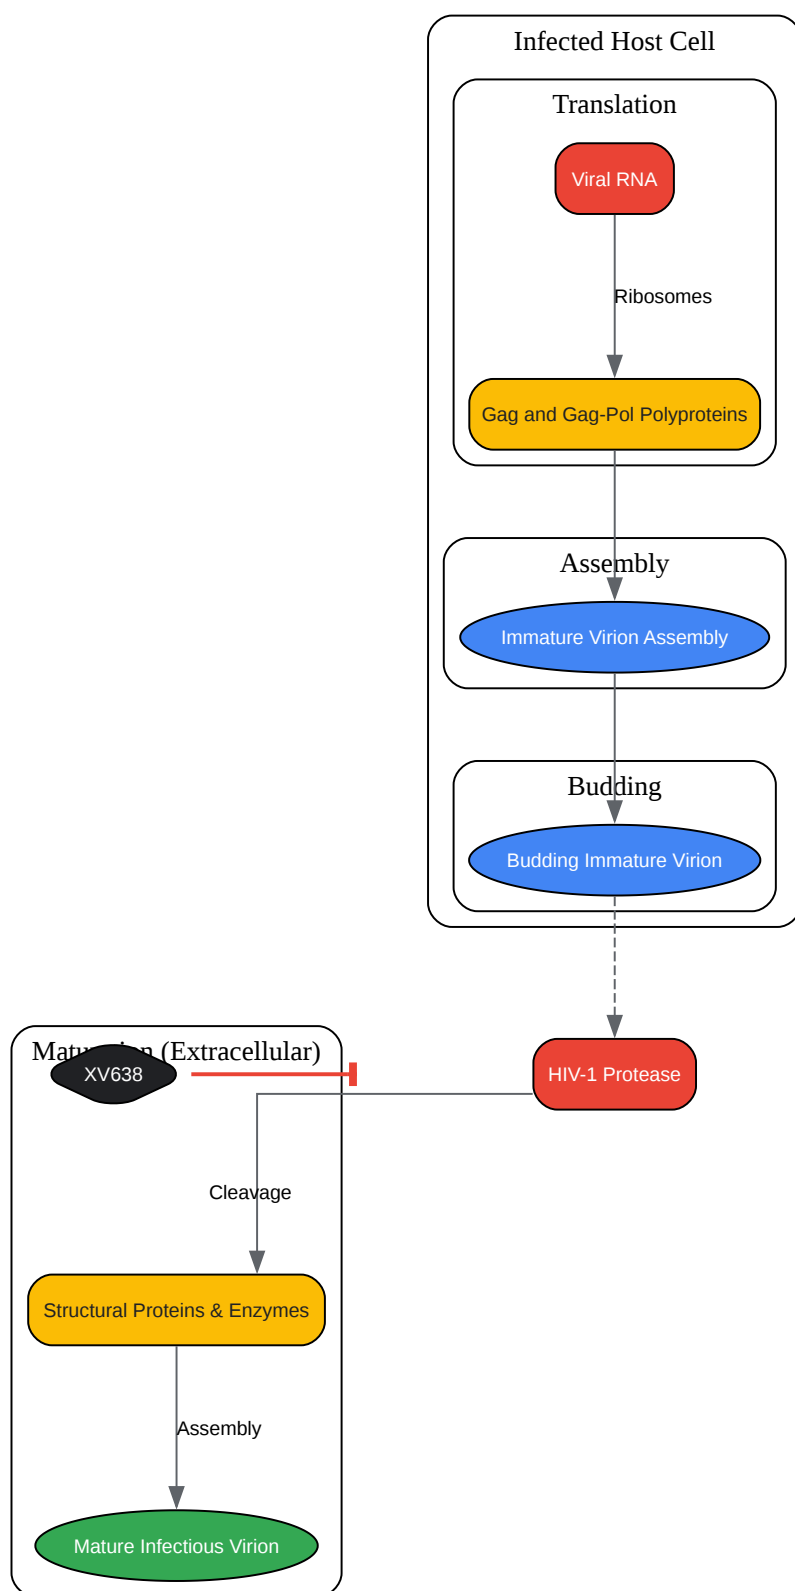 Infected Host Cell
Translation
Viral RNA
Ribosomes
Gag and Gag-Pol Polyproteins
Assembly
Immature Virion Assembly
Budding
Budding Immature Virion
HIV-1 Protease
Maturation (Extracellular)
XV638
Cleavage
Structural Proteins & Enzymes
Assembly
Mature Infectious Virion